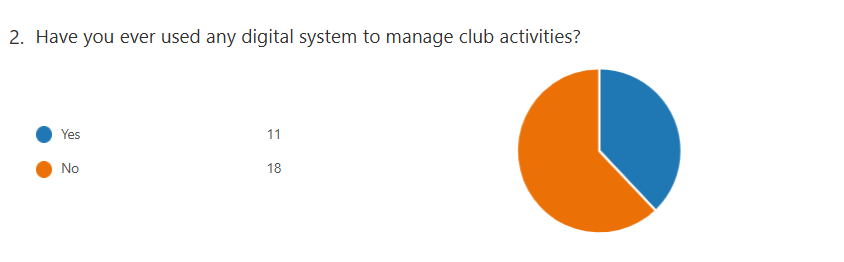 2. Have you ever used any digital system to manage club activities?
Yes 11
No 18